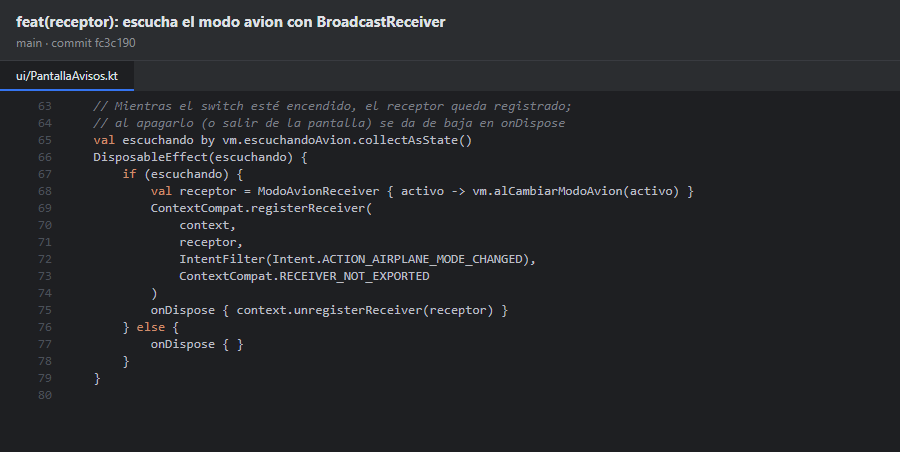 feat(receptor): escucha el modo avion con BroadcastReceiver
main · commit fc3c190
ui/PantallaAvisos.kt
63 // Mientras el switch esté encendido, el receptor queda registrado;
64 // al apagarlo (o salir de la pantalla) se da de baja en onDispose
65 val escuchando by vm.escuchandoAvion.collectAsState()
66 DisposableEffect(escuchando) {
67 if (escuchando) {
68 val receptor = ModoAvionReceiver { activo -> vm.alCambiarModoAvion(activo) }
69 ContextCompat.registerReceiver(
70 context,
71 receptor,
72 IntentFilter(Intent.ACTION_AIRPLANE_MODE_CHANGED),
73 ContextCompat.RECEIVER_NOT_EXPORTED
74 )
75 onDispose { context.unregisterReceiver(receptor) }
76 } else {
77 onDispose { }
78 }
79 }
80